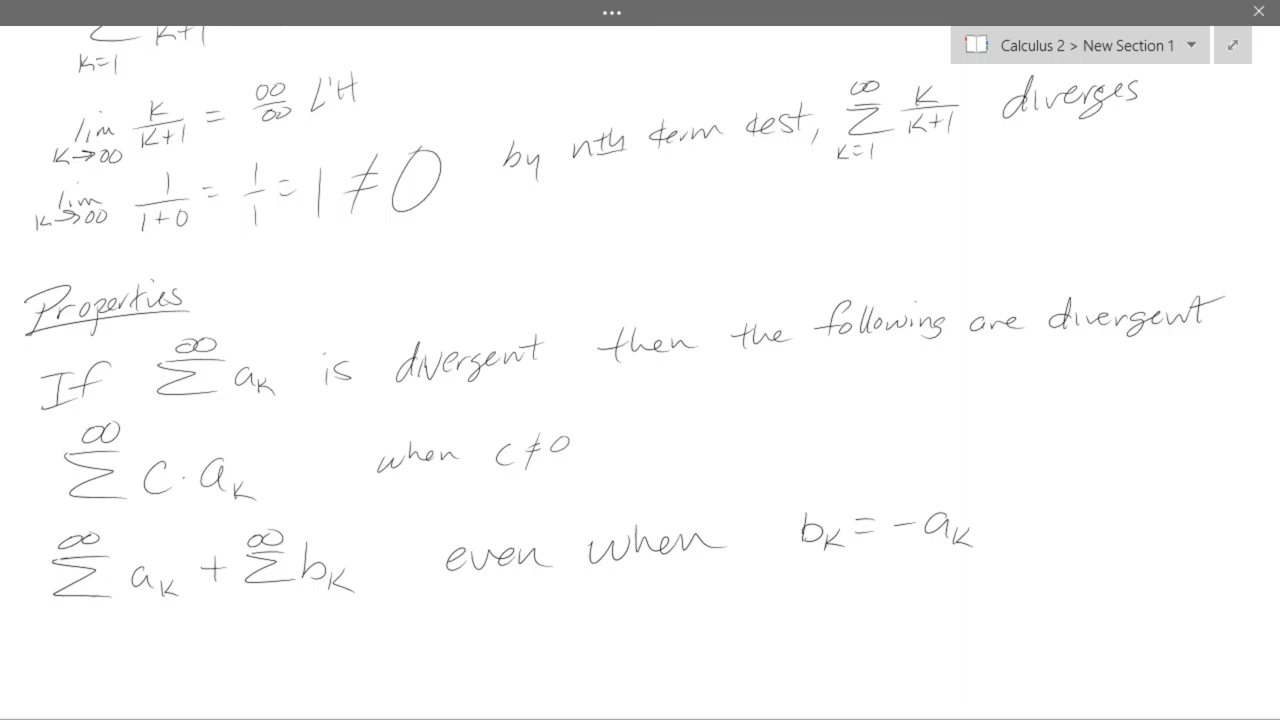 •••
Calculus 2 > New Section 1
∑ K+1
K=1
lim K→∞ K/(K+1) = ∞/∞ L'H
by nth term test, ∞ ∑ K=1 K/(K+1) diverges
lim K→∞ 1/(1+0) = 1/1 = 1 ≠ 0
Properties
If ∞ ∑ aK is divergent then the following are divergent
∞ ∑ c · aK when c ≠ 0
∞ ∑ aK + ∞ ∑ bK even when bK = -aK